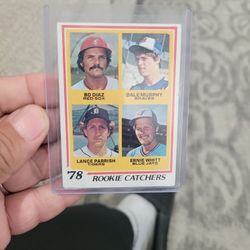 BO DIAZ
RED SOX
DALE MURPHY
BRAVES
LANCE PARRISH
TIGERS
ERNIE WHITT
BLUE JAYS
'78 ROOKIE CATCHERS